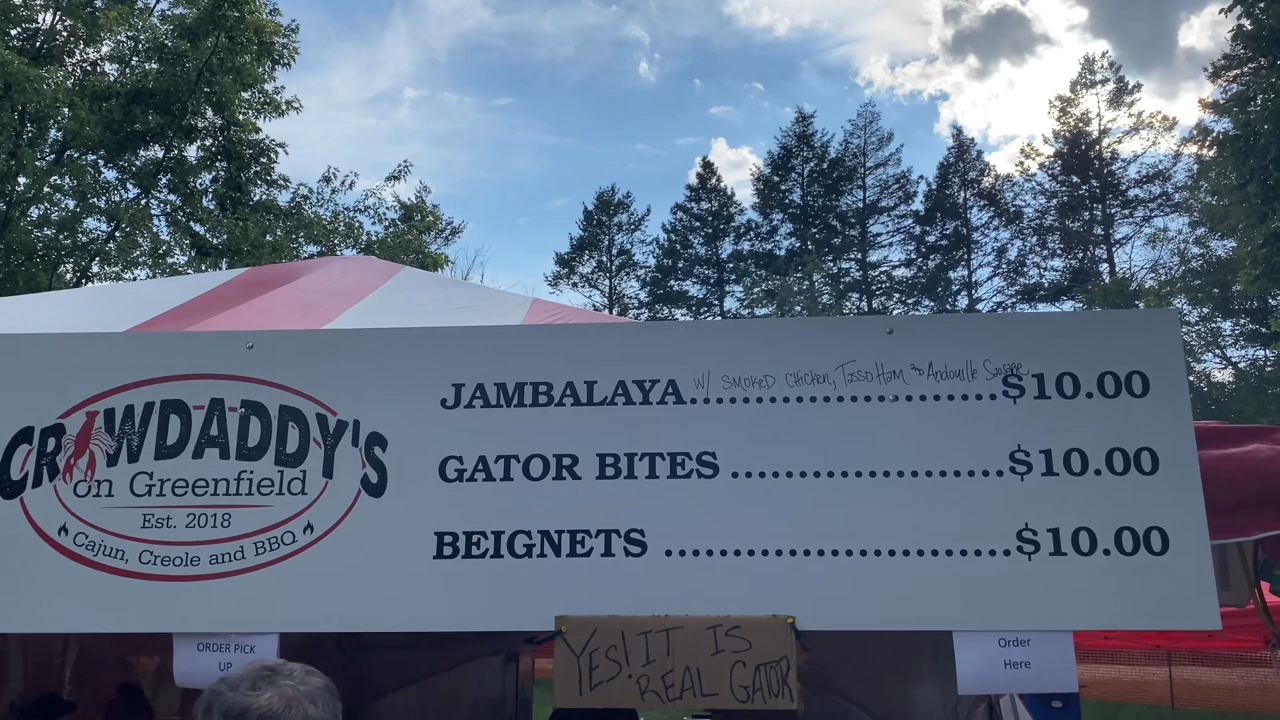 CRAWDADDY'S
on Greenfield
Est. 2018
Cajun, Creole and BBQ
JAMBALAYA w/ SMOKED CHICKEN, TASSO HAM AND Andouille Sausage $10.00
GATOR BITES ....................$10.00
BEIGNETS ..........................$10.00
ORDER PICK
UP
YES! IT IS
REAL GATOR
Order
Here